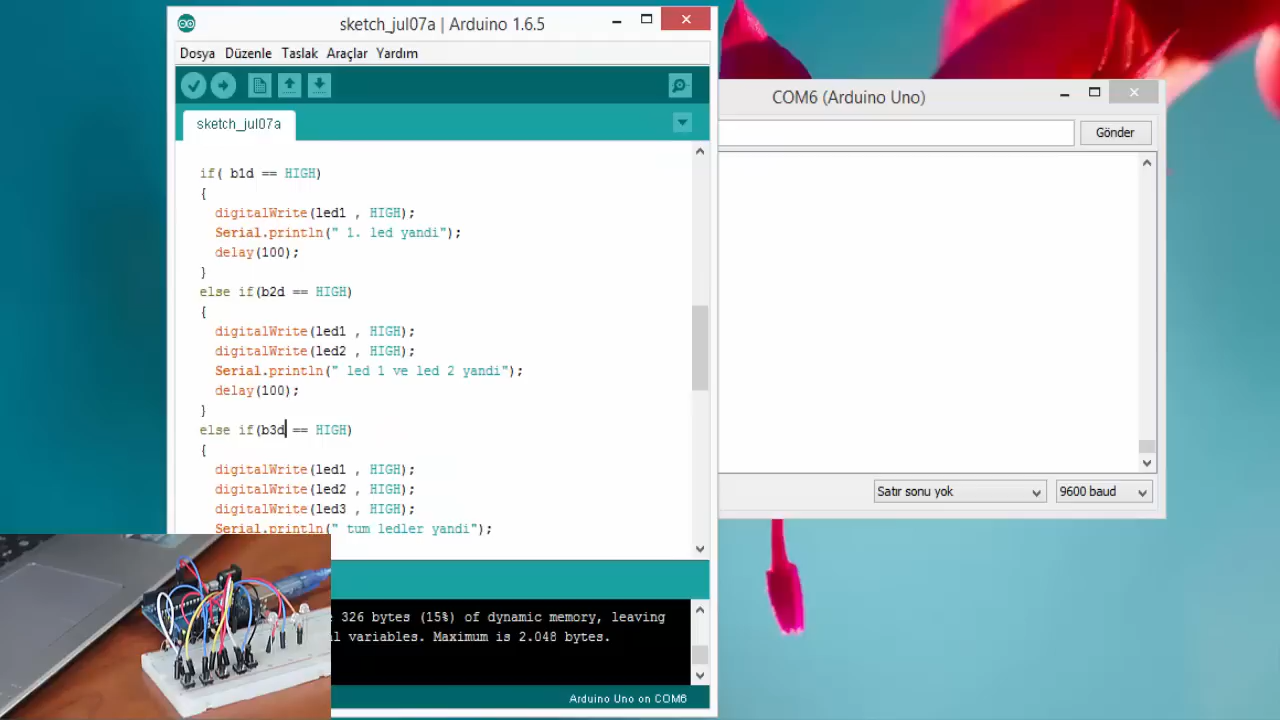 sketch_jul07a | Arduino 1.6.5
Dosya Düzenle Taslak Araçlar Yardım
sketch_jul07a
if( b1d == HIGH)
{
digitalWrite(led1 , HIGH);
Serial.println(" 1. led yandi");
delay(100);
}
else if(b2d == HIGH)
{
digitalWrite(led1 , HIGH);
digitalWrite(led2 , HIGH);
Serial.println(" led 1 ve led 2 yandi");
delay(100);
}
else if(b3d == HIGH)
{
digitalWrite(led1 , HIGH);
digitalWrite(led2 , HIGH);
digitalWrite(led3 , HIGH);
Serial.println(" tum ledler yandi");
326 bytes (15%) of dynamic memory, leaving
variables. Maximum is 2.048 bytes.
Arduino Uno on COM6
COM6 (Arduino Uno)
Gönder
Satır sonu yok
9600 baud